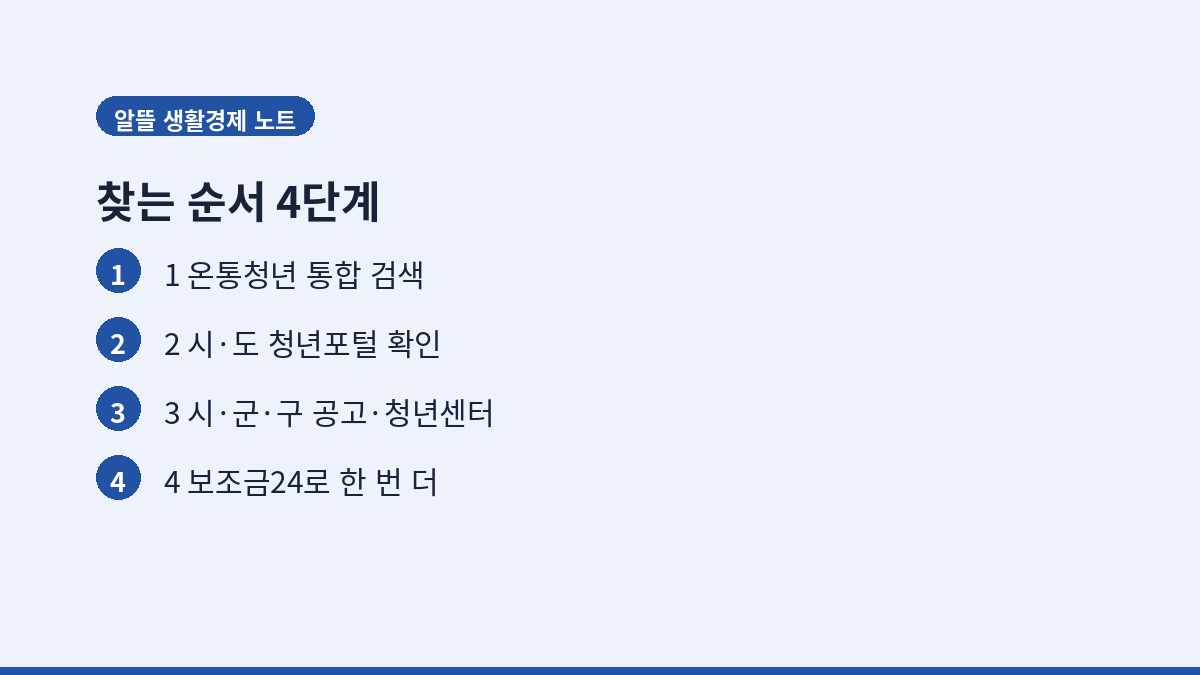 알뜰 생활경제 노트
찾는 순서 4단계
1 1 온통청년 통합 검색
2 2 시·도 청년포털 확인
3 3 시·군·구 공고·청년센터
4 4 보조금24로 한 번 더